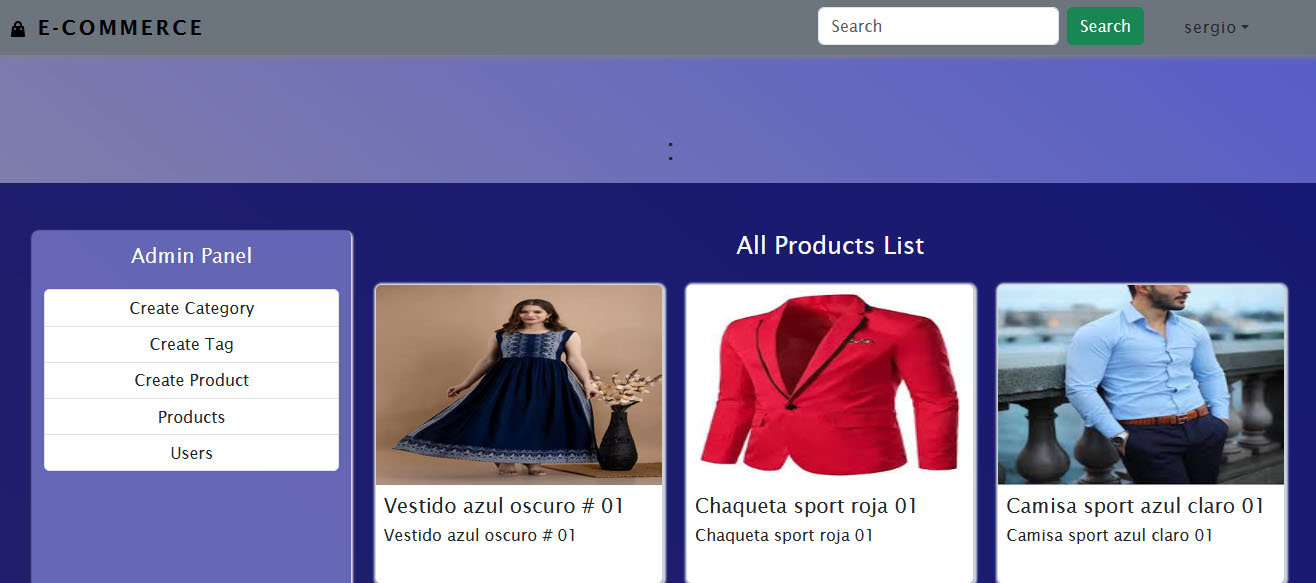 E-COMMERCE
Search
Search
sergio
:
Admin Panel
Create Category
Create Tag
Create Product
Products
Users
All Products List
Vestido azul oscuro # 01
Vestido azul oscuro # 01
Chaqueta sport roja 01
Chaqueta sport roja 01
Camisa sport azul claro 01
Camisa sport azul claro 01